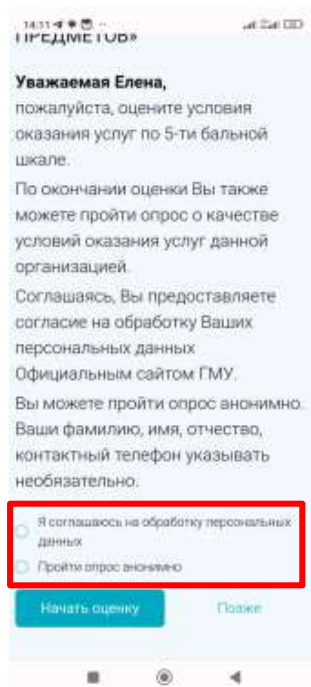 14:11
ПРЕДМЕТОВ»
Уважаемая Елена,
пожалуйста, оцените условия
оказания услуг по 5-ти бальной
шкале.
По окончании оценки Вы также
можете пройти опрос о качестве
условий оказания услуг данной
организацией.
Соглашаясь, Вы предоставляете
согласие на обработку Ваших
персональных данных
Официальным сайтом ГМУ.
Вы можете пройти опрос анонимно.
Ваши фамилию, имя, отчество,
контактный телефон указывать
необязательно.
Я соглашаюсь на обработку персональных
данных
Пройти опрос анонимно
Начать оценку
Позже